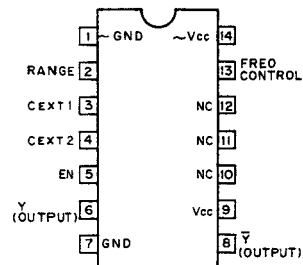 1 ~GND ~Vcc 14
RANGE 2 13 FREQ
CONTROL
CEXT1 3 NC 12
CEXT2 4 NC 11
EN 5 NC 10
Y
(OUTPUT) 6 Vcc 9
7 GND 8 Y̅
(OUTPUT)